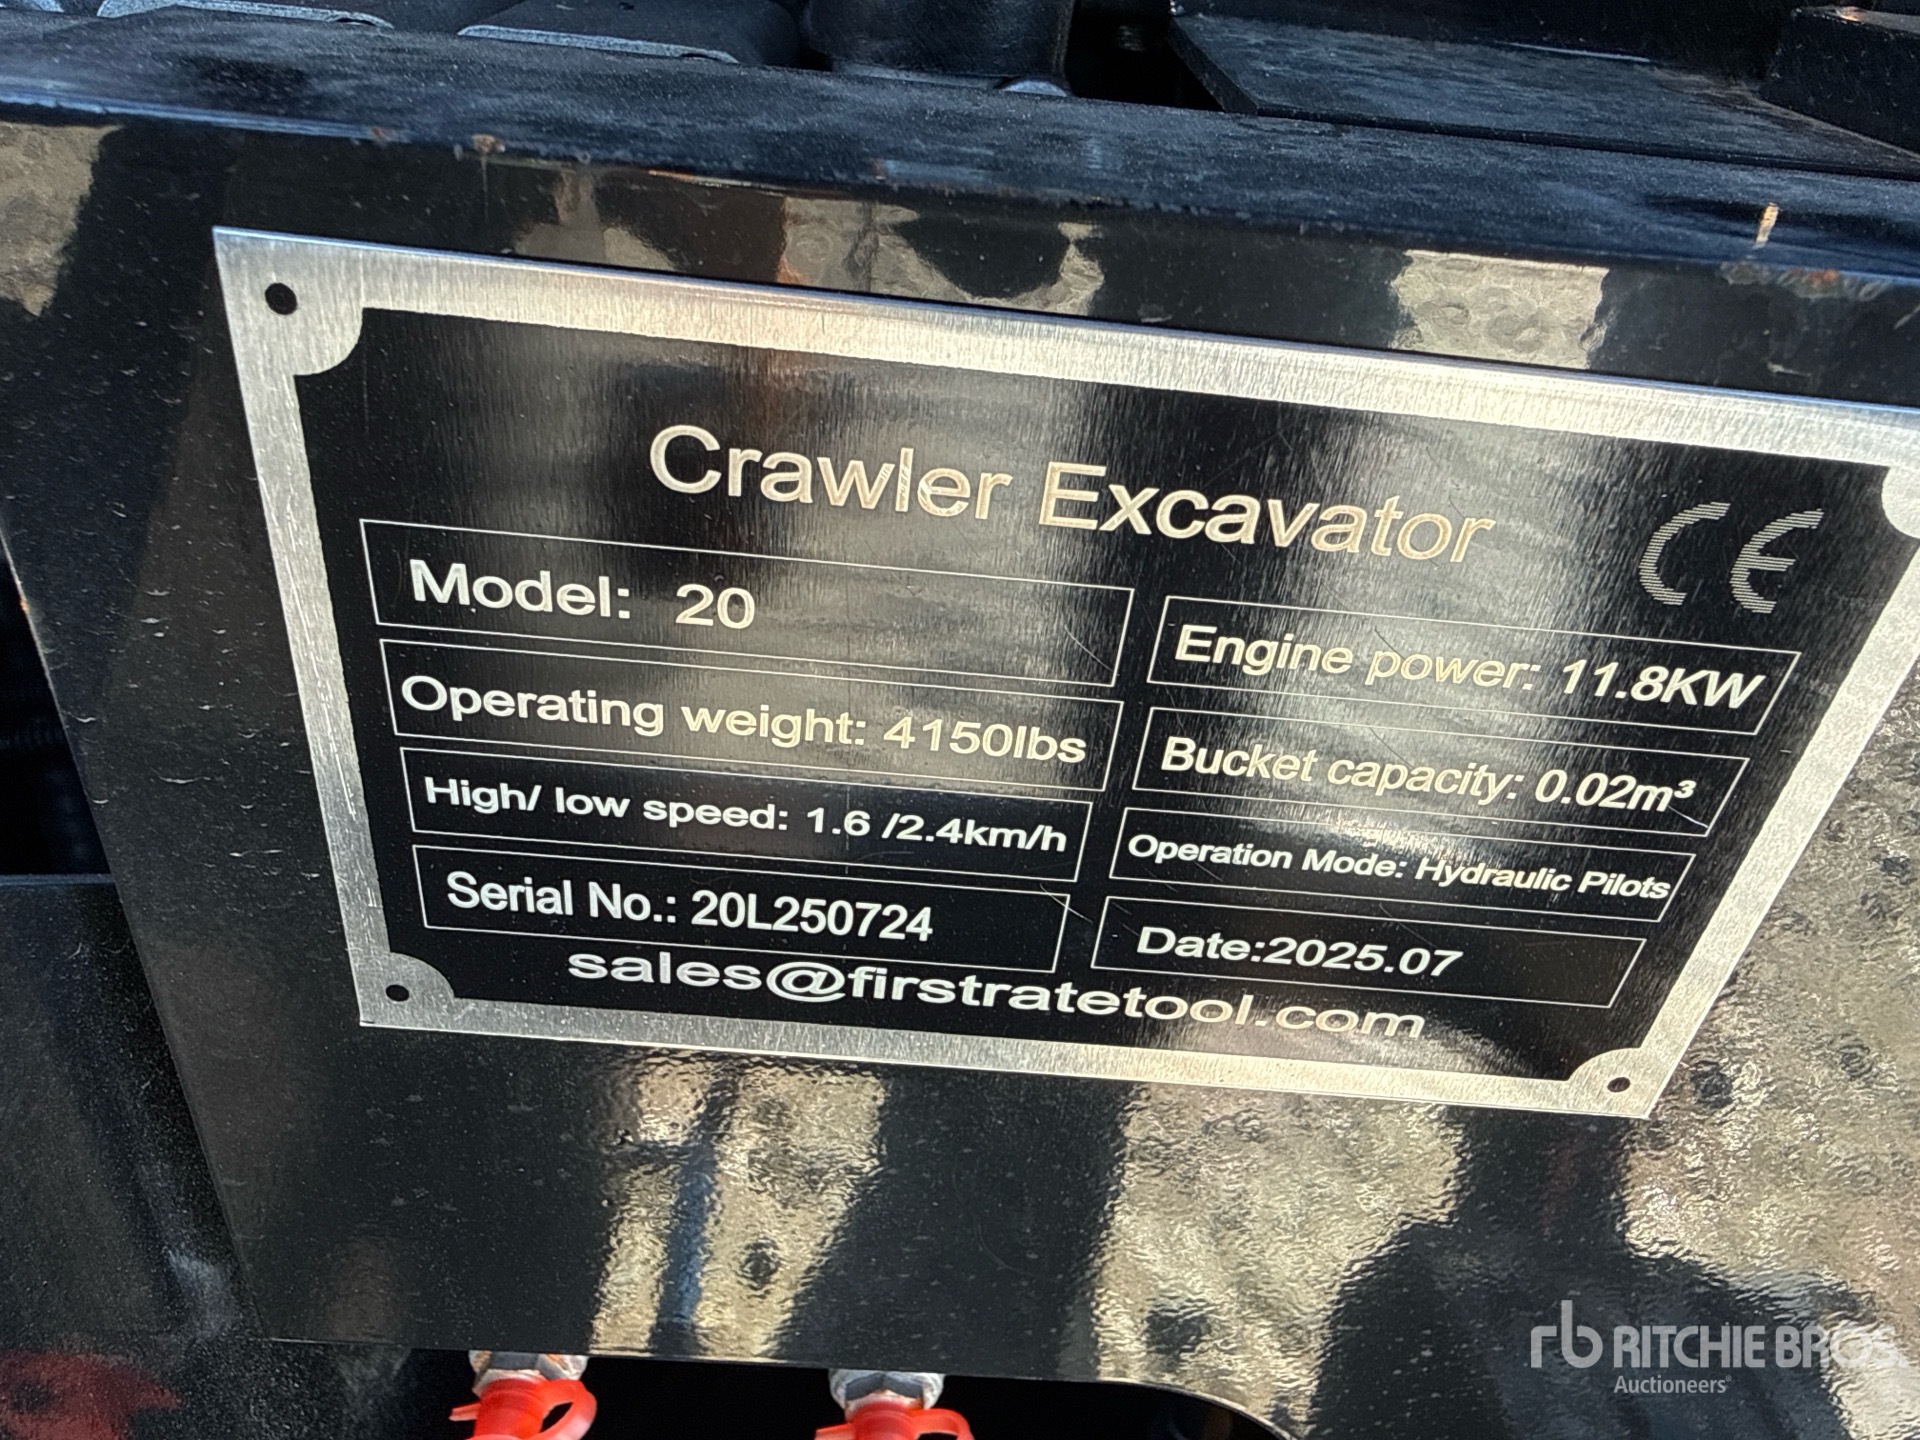 Crawler Excavator
CE
Model: 20
Engine power: 11.8KW
Operating weight: 4150lbs
Bucket capacity: 0.02m³
High/ low speed: 1.6 /2.4km/h
Operation Mode: Hydraulic Pilots
Serial No.: 20L250724
Date:2025.07
sales@firstratetool.com
rb RITCHIE BROS.
Auctioneers®